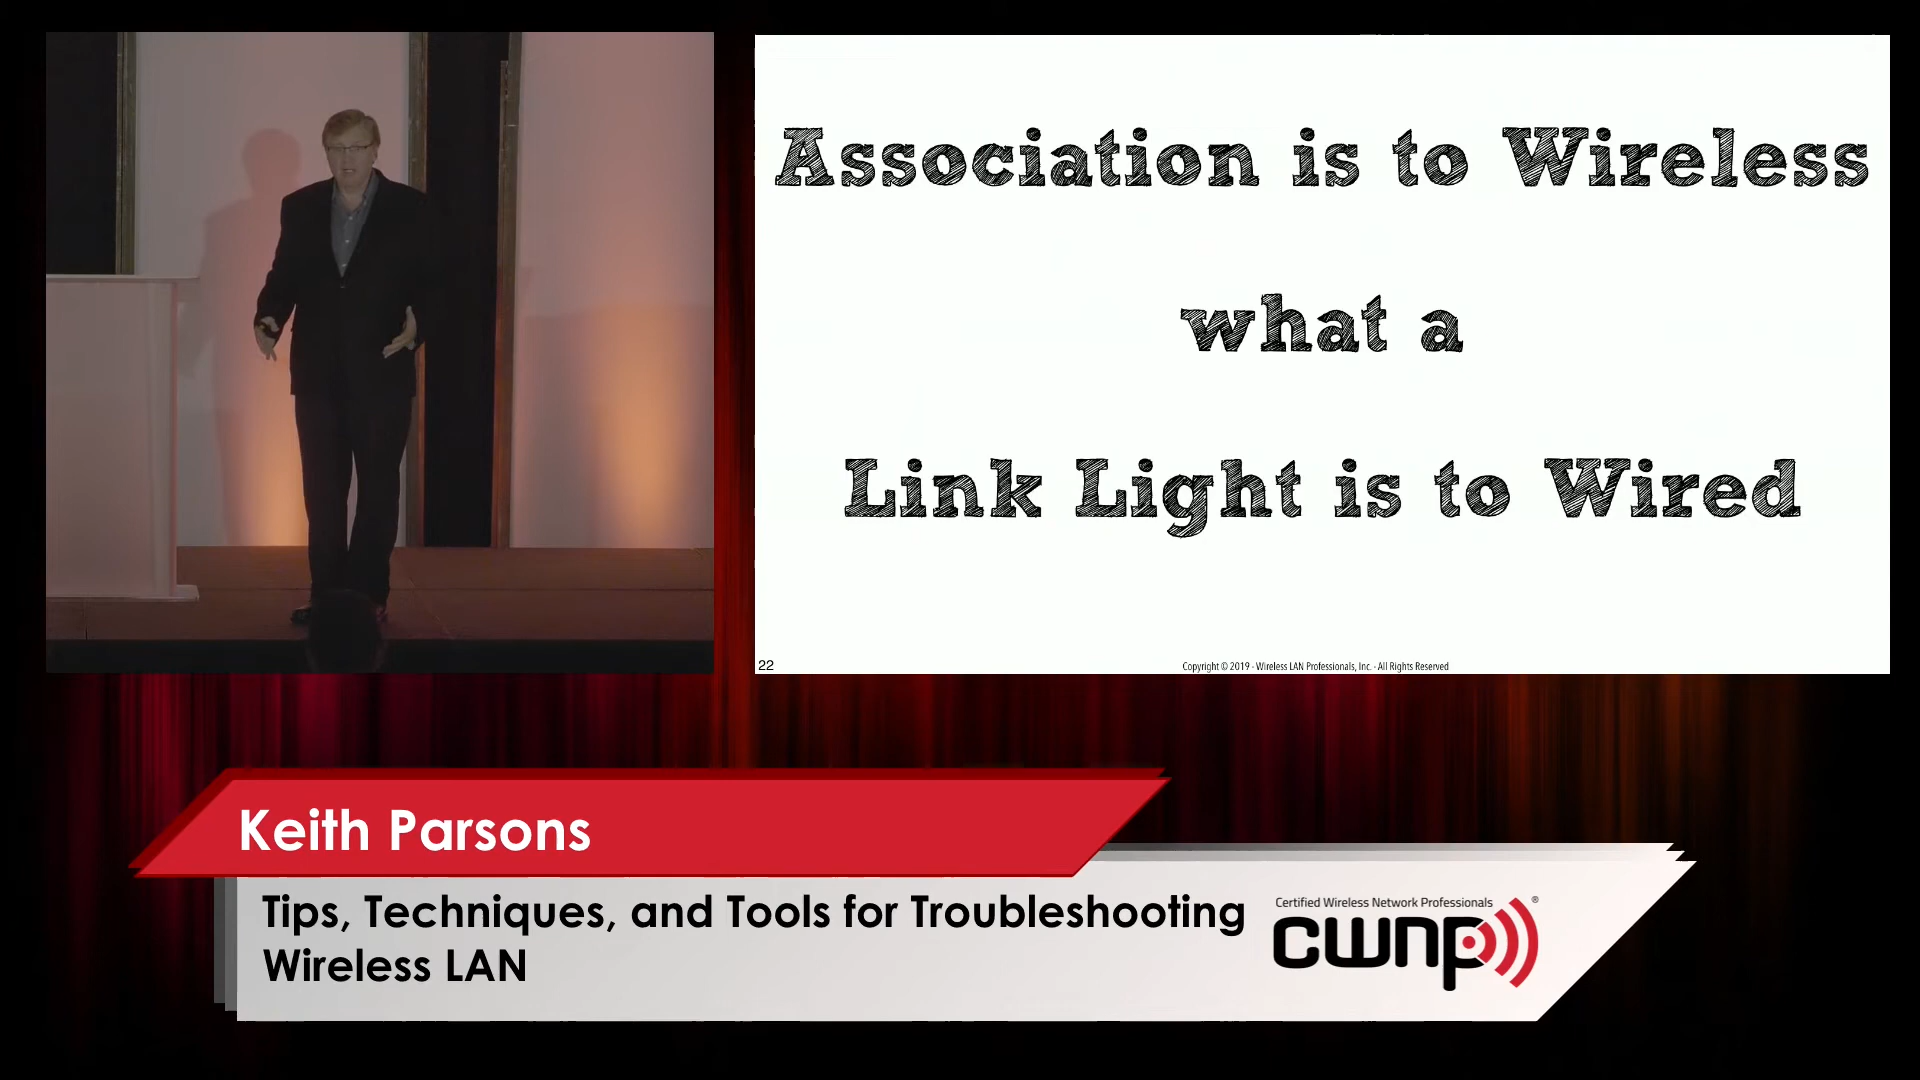 Association is to Wireless
what a
Link Light is to Wired
22
Copyright © 2019 - Wireless LAN Professionals, Inc. - All Rights Reserved
Keith Parsons
Tips, Techniques, and Tools for Troubleshooting
Wireless LAN
Certified Wireless Network Professionals ®
cwnp